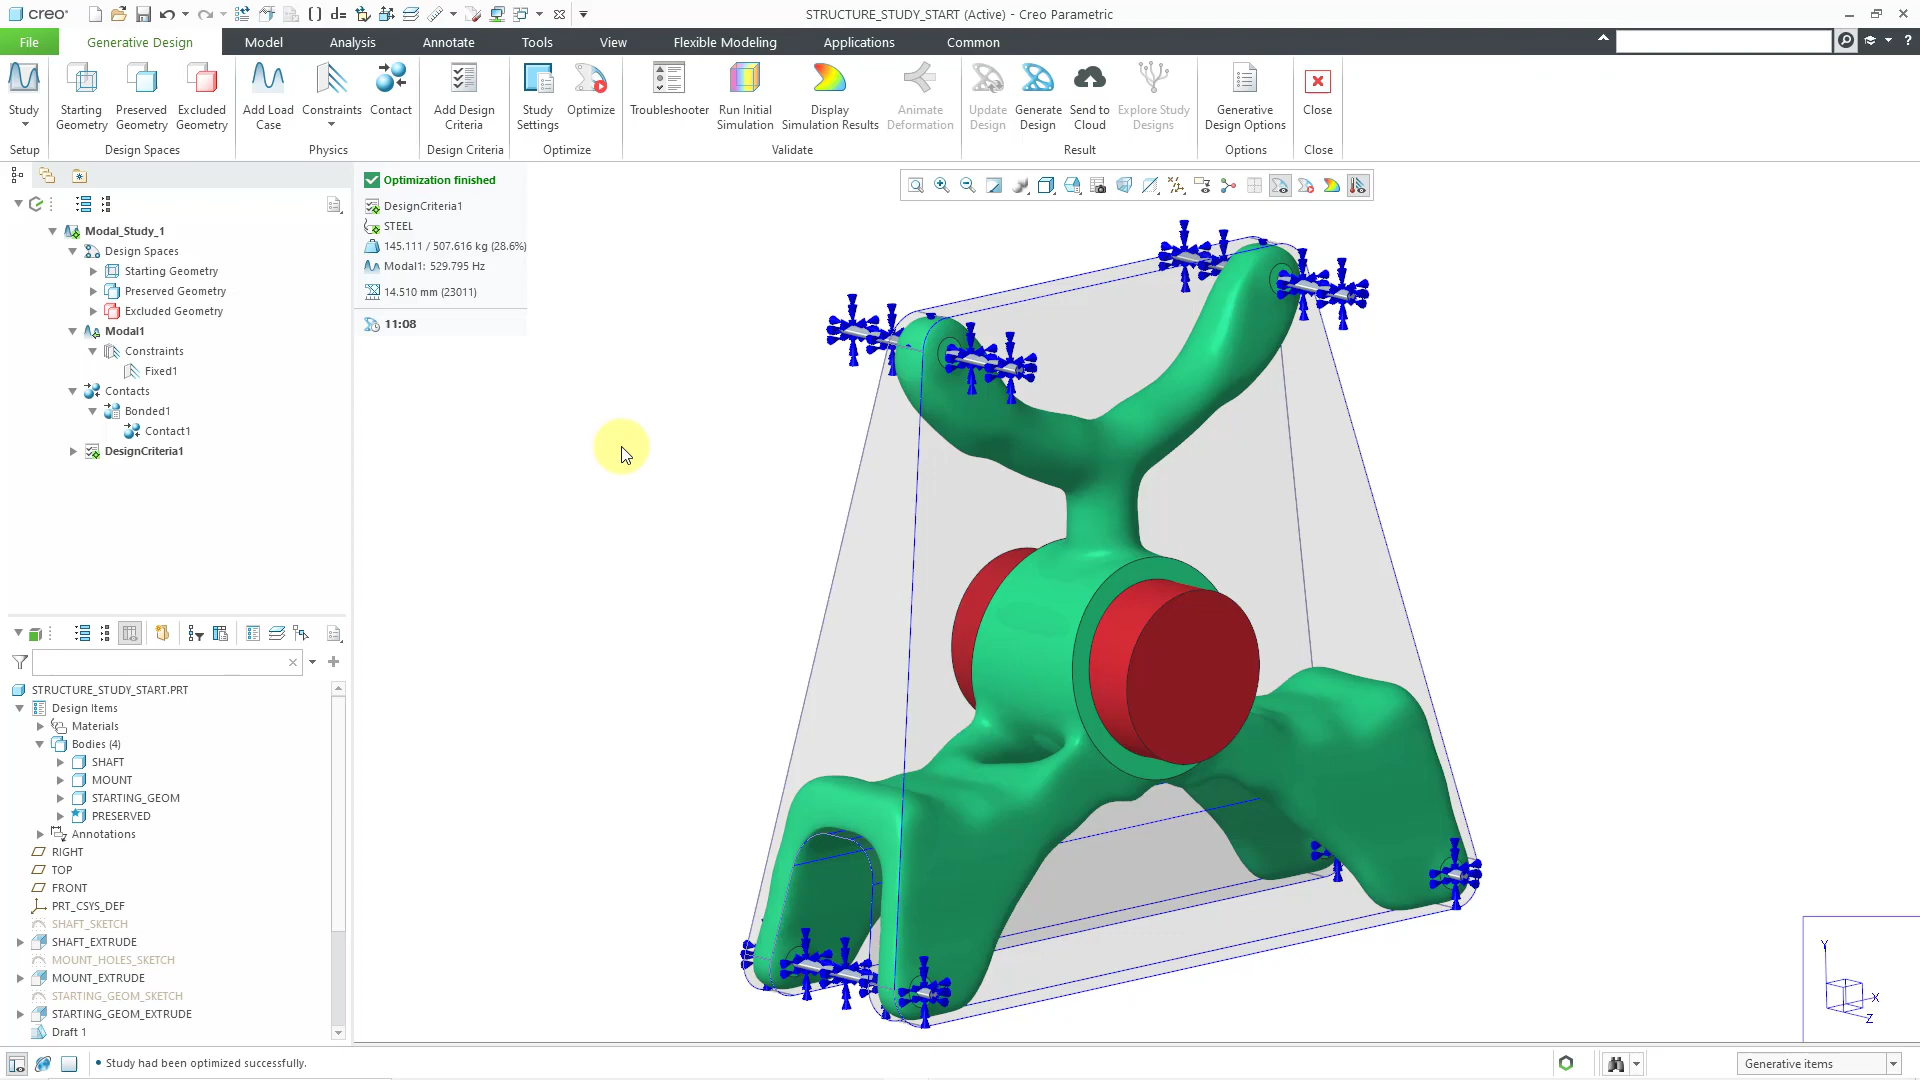 creo
STRUCTURE_STUDY_START (Active) - Creo Parametric
File
Generative Design
Model
Analysis
Annotate
Tools
View
Flexible Modeling
Applications
Common
Study
Starting Geometry
Preserved Geometry
Excluded Geometry
Add Load Case
Constraints
Contact
Add Design Criteria
Study Settings
Optimize
Troubleshooter
Run Initial Simulation
Display Simulation Results
Animate Deformation
Update Design
Generate Design
Send to Cloud
Explore Study Designs
Generative Design Options
Close
Setup
Design Spaces
Physics
Design Criteria
Optimize
Validate
Result
Options
Close
Optimization finished
DesignCriteria1
STEEL
145.111 / 507.616 kg (28.6%)
Modal1: 529.795 Hz
14.510 mm (23011)
11:08
Modal_Study_1
Design Spaces
Starting Geometry
Preserved Geometry
Excluded Geometry
Modal1
Constraints
Fixed1
Contacts
Bonded1
Contact1
DesignCriteria1
STRUCTURE_STUDY_START.PRT
Design Items
Materials
Bodies (4)
SHAFT
MOUNT
STARTING_GEOM
PRESERVED
Annotations
RIGHT
TOP
FRONT
PRT_CSYS_DEF
SHAFT_SKETCH
SHAFT_EXTRUDE
MOUNT_HOLES_SKETCH
MOUNT_EXTRUDE
STARTING_GEOM_SKETCH
STARTING_GEOM_EXTRUDE
Draft 1
Y
X
Z
• Study had been optimized successfully.
Generative items